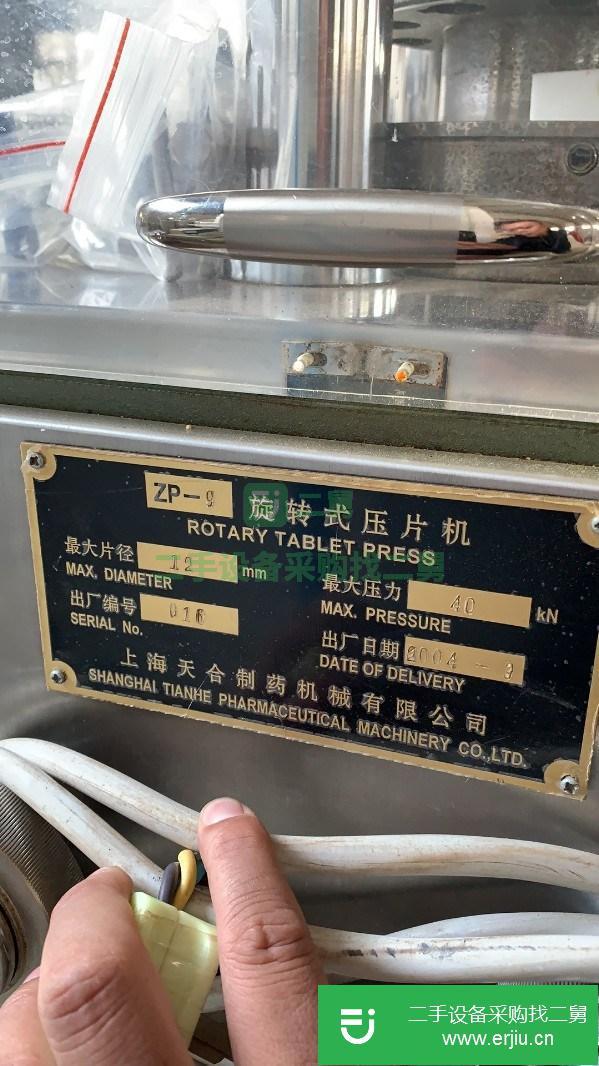 ZP-9 旋转式压片机
ROTARY TABLET PRESS
最大片径 12 mm
MAX. DIAMETER
最大压力 40 kN
MAX. PRESSURE
出厂编号 016
SERIAL No.
出厂日期 2004-3
DATE OF DELIVERY
上海天合制药机械有限公司
SHANGHAI TIANHE PHARMACEUTICAL MACHINERY CO.,LTD.
二舅
二手设备采购找二舅
二手设备采购找二舅
www.erjiu.cn